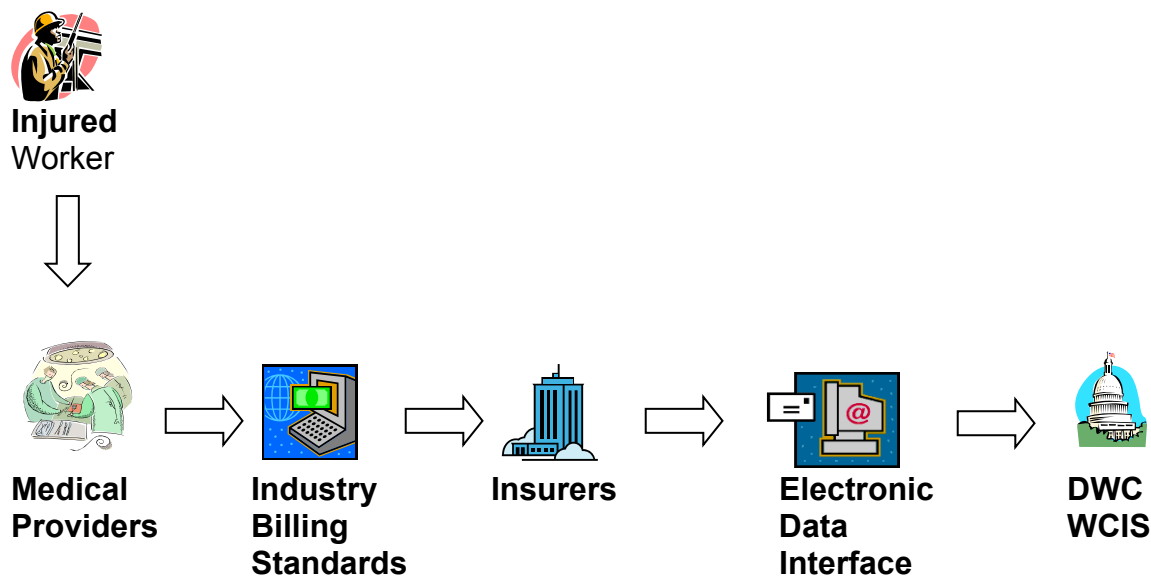 Injured
Worker
@
Medical
Providers
Industry
Billing
Standards
Insurers
Electronic
Data
Interface
DWC
WCIS